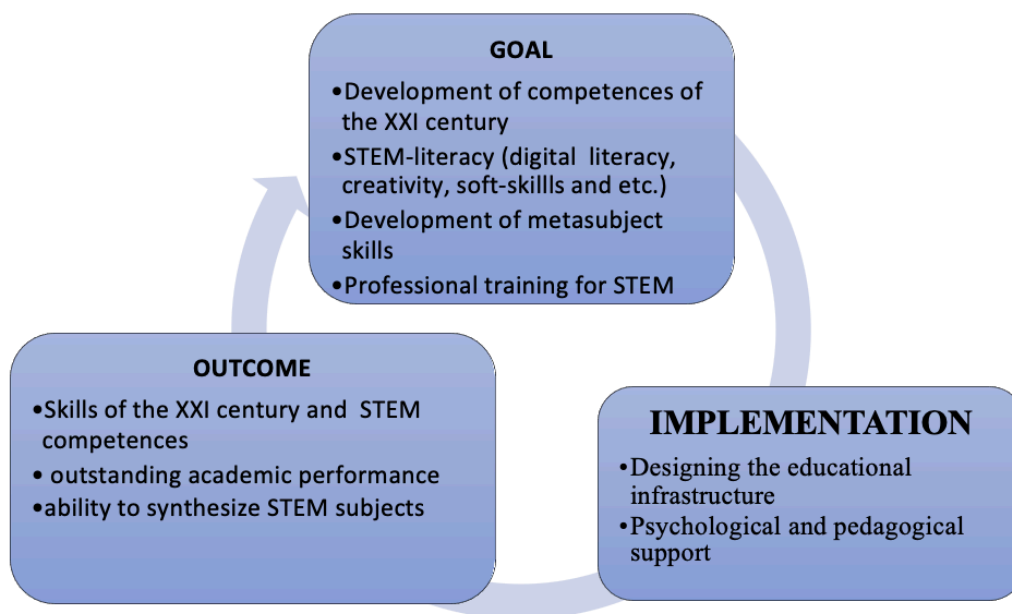 GOAL
•Development of competences of
the XXI century
•STEM-literacy (digital literacy,
creativity, soft-skillls and etc.)
•Development of metasubject
skills
•Professional training for STEM
OUTCOME
•Skills of the XXI century and STEM
competences
• outstanding academic performance
•ability to synthesize STEM subjects
IMPLEMENTATION
•Designing the educational
infrastructure
•Psychological and pedagogical
support